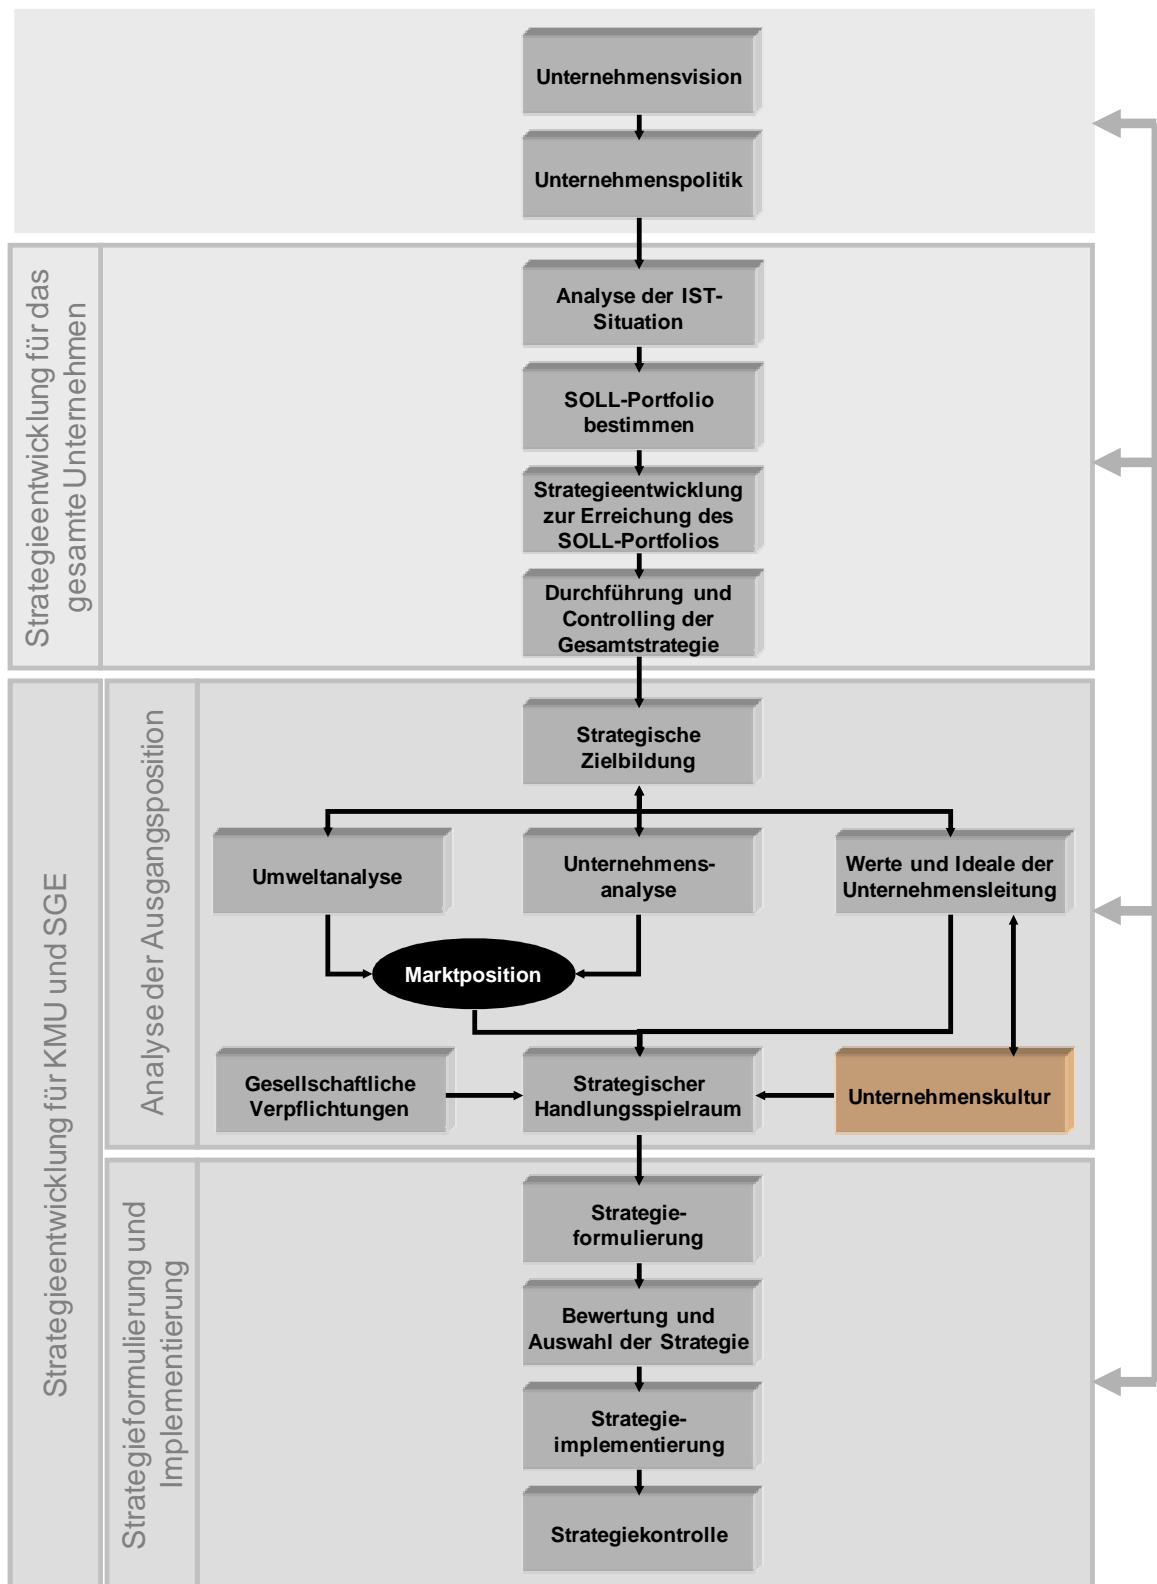 Unternehmensvision
Unternehmenspolitik
Strategieentwicklung für das
gesamte Unternehmen
Analyse der IST-
Situation
SOLL-Portfolio
bestimmen
Strategieentwicklung
zur Erreichung des
SOLL-Portfolios
Durchführung und
Controlling der
Gesamtstrategie
Strategieentwicklung für KMU und SGE
Analyse der Ausgangsposition
Strategische
Zielbildung
Umweltanalyse
Unternehmens-
analyse
Werte und Ideale der
Unternehmensleitung
Marktposition
Gesellschaftliche
Verpflichtungen
Strategischer
Handlungsspielraum
Unternehmenskultur
Strategieformulierung und
Implementierung
Strategie-
formulierung
Bewertung und
Auswahl der Strategie
Strategie-
implementierung
Strategiekontrolle